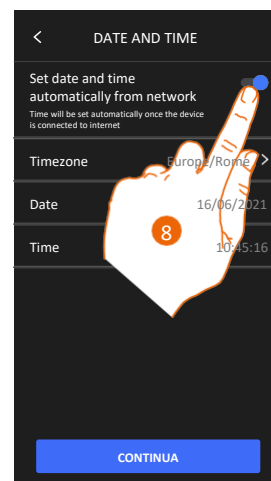 DATE AND TIME
Set date and time
automatically from network
Time will be set automatically once the device
is connected to internet
Timezone Europe/Rome
Date 16/06/2021
8
Time 10:45:16
CONTINUA